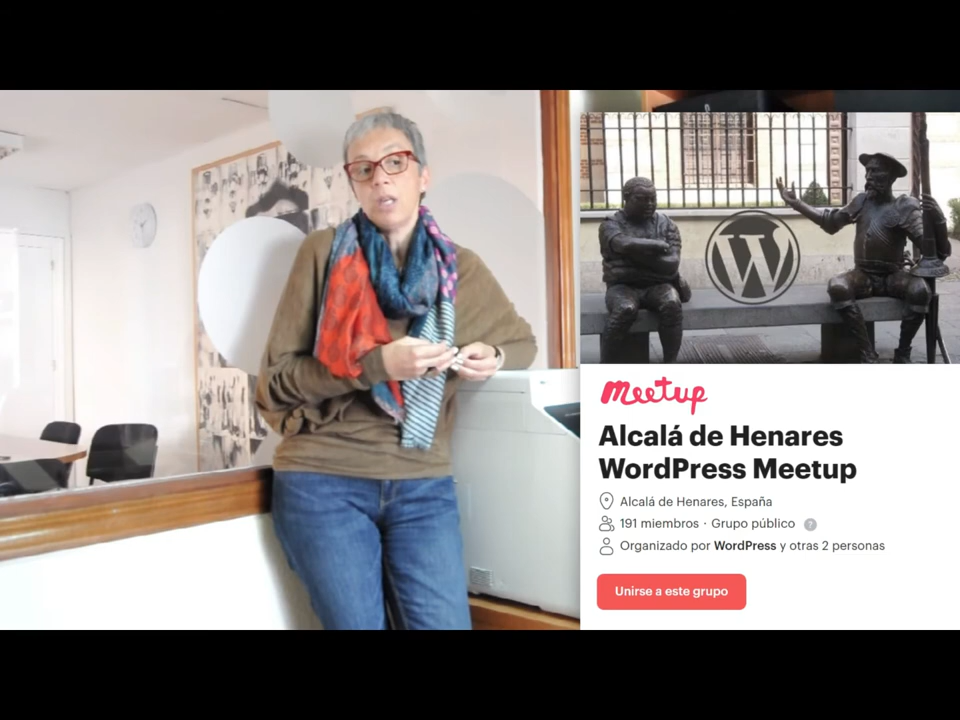 meetup
Alcalá de Henares
WordPress Meetup
Alcalá de Henares, España
191 miembros · Grupo público ?
Organizado por WordPress y otras 2 personas
Unirse a este grupo